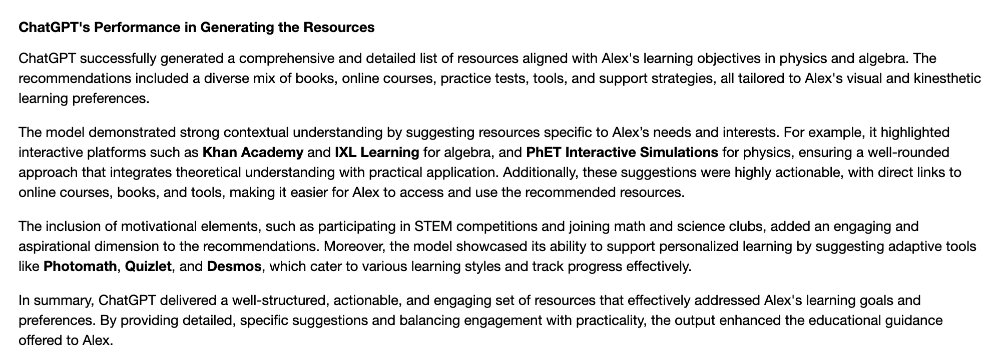 ChatGPT's Performance in Generating the Resources
ChatGPT successfully generated a comprehensive and detailed list of resources aligned with Alex's learning objectives in physics and algebra. The
recommendations included a diverse mix of books, online courses, practice tests, tools, and support strategies, all tailored to Alex's visual and kinesthetic
learning preferences.
The model demonstrated strong contextual understanding by suggesting resources specific to Alex’s needs and interests. For example, it highlighted
interactive platforms such as Khan Academy and IXL Learning for algebra, and PhET Interactive Simulations for physics, ensuring a well-rounded
approach that integrates theoretical understanding with practical application. Additionally, these suggestions were highly actionable, with direct links to
online courses, books, and tools, making it easier for Alex to access and use the recommended resources.
The inclusion of motivational elements, such as participating in STEM competitions and joining math and science clubs, added an engaging and
aspirational dimension to the recommendations. Moreover, the model showcased its ability to support personalized learning by suggesting adaptive tools
like Photomath, Quizlet, and Desmos, which cater to various learning styles and track progress effectively.
In summary, ChatGPT delivered a well-structured, actionable, and engaging set of resources that effectively addressed Alex's learning goals and
preferences. By providing detailed, specific suggestions and balancing engagement with practicality, the output enhanced the educational guidance
offered to Alex.